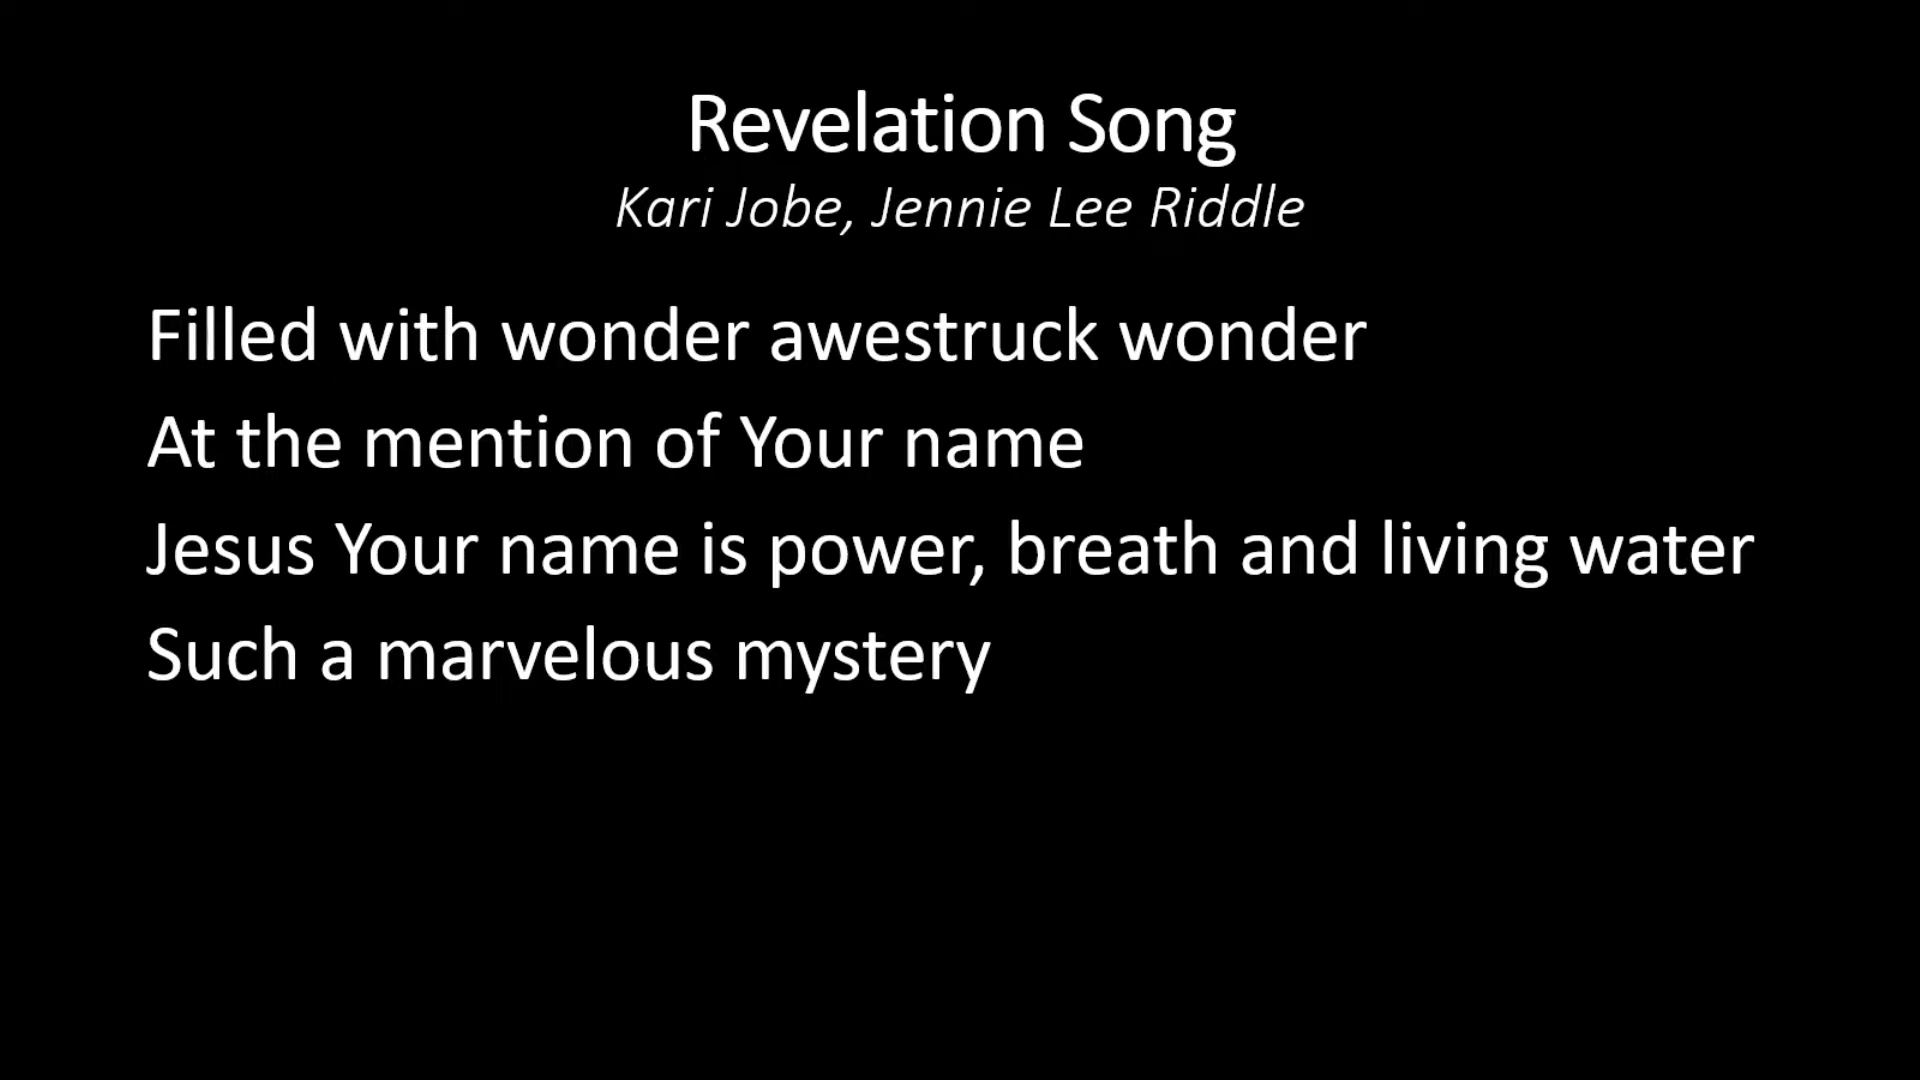 Revelation Song
Kari Jobe, Jennie Lee Riddle
Filled with wonder awestruck wonder
At the mention of Your name
Jesus Your name is power, breath and living water
Such a marvelous mystery